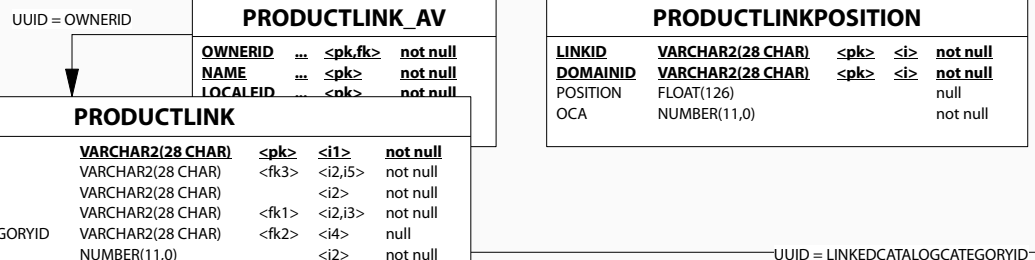 UUID = OWNERID
PRODUCTLINK_AV
OWNERID ... <pk,fk> not null
NAME ... <pk> not null
LOCALEID ... <pk> not null
PRODUCTLINKPOSITION
LINKID VARCHAR2(28 CHAR) <pk> <i> not null
DOMAINID VARCHAR2(28 CHAR) <pk> <i> not null
POSITION FLOAT(126) null
OCA NUMBER(11,0) not null
PRODUCTLINK
VARCHAR2(28 CHAR) <pk> <i1> not null
VARCHAR2(28 CHAR) <fk3> <i2,i5> not null
VARCHAR2(28 CHAR) <i2> not null
VARCHAR2(28 CHAR) <fk1> <i2,i3> not null
GORYID VARCHAR2(28 CHAR) <fk2> <i4> null
NUMBER(11,0) <i2> not null
UUID = LINKEDCATALOGCATEGORYID